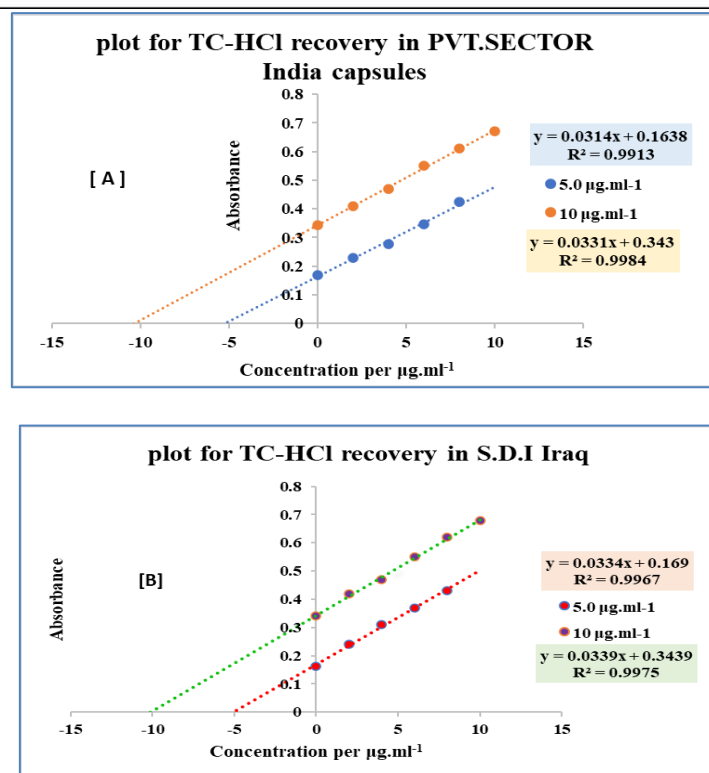 plot for TC-HCl recovery in PVT.SECTOR
India capsules
0.8
0.7
0.6
0.5
0.4
0.3
0.2
0.1
0
-15
-10
-5
0
5
10
15
Absorbance
Concentration per µg.ml-1
[ A ]
y = 0.0314x + 0.1638
R² = 0.9913
5.0 µg.ml-1
10 µg.ml-1
y = 0.0331x + 0.343
R² = 0.9984
plot for TC-HCl recovery in S.D.I Iraq
0.8
0.7
0.6
0.5
0.4
0.3
0.2
0.1
0
-15
-10
-5
0
5
10
15
Absorbance
Concentration per µg.ml-1
[B]
y = 0.0334x + 0.169
R² = 0.9967
5.0 µg.ml-1
10 µg.ml-1
y = 0.0339x + 0.3439
R² = 0.9975